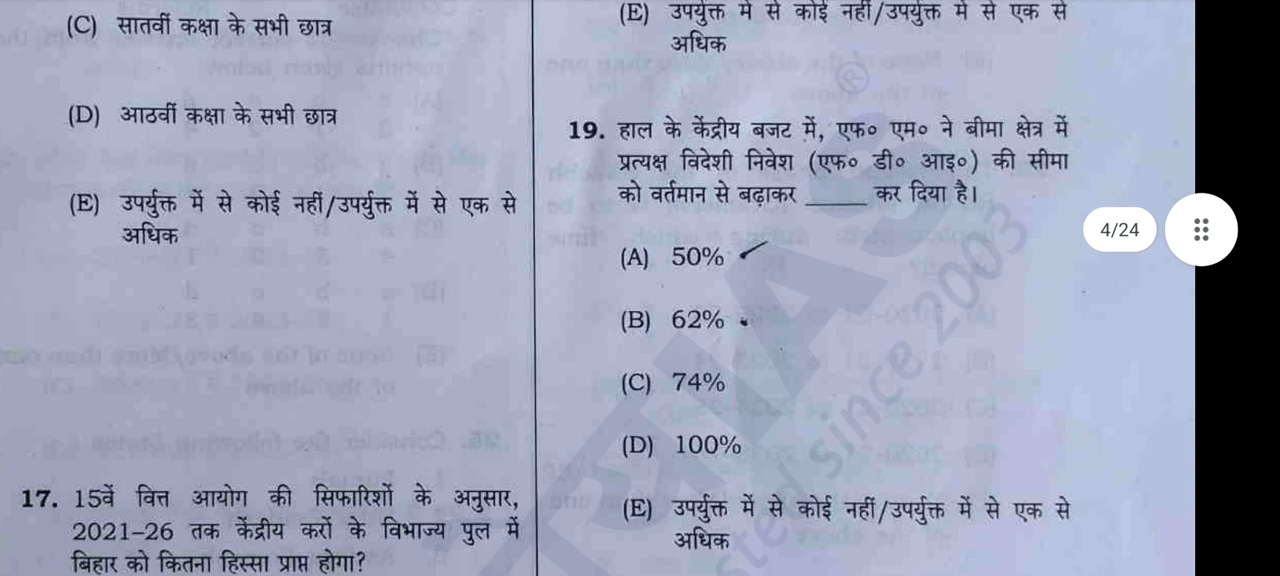 (C) सातवीं कक्षा के सभी छात्र
(D) आठवीं कक्षा के सभी छात्र
(E) उपर्युक्त में से कोई नहीं/उपर्युक्त में से एक से
अधिक
17. 15वें वित्त आयोग की सिफारिशों के अनुसार,
2021–26 तक केंद्रीय करों के विभाज्य पुल में
बिहार को कितना हिस्सा प्राप्त होगा?
(E) उपर्युक्त में से कोई नहीं/उपर्युक्त में से एक से
अधिक
19. हाल के केंद्रीय बजट में, एफ० एम० ने बीमा क्षेत्र में
प्रत्यक्ष विदेशी निवेश (एफ० डी० आइ०) की सीमा
को वर्तमान से बढ़ाकर _____ कर दिया है।
(A) 50%
(B) 62%
(C) 74%
(D) 100%
(E) उपर्युक्त में से कोई नहीं/उपर्युक्त में से एक से
अधिक
4/24
since 2003